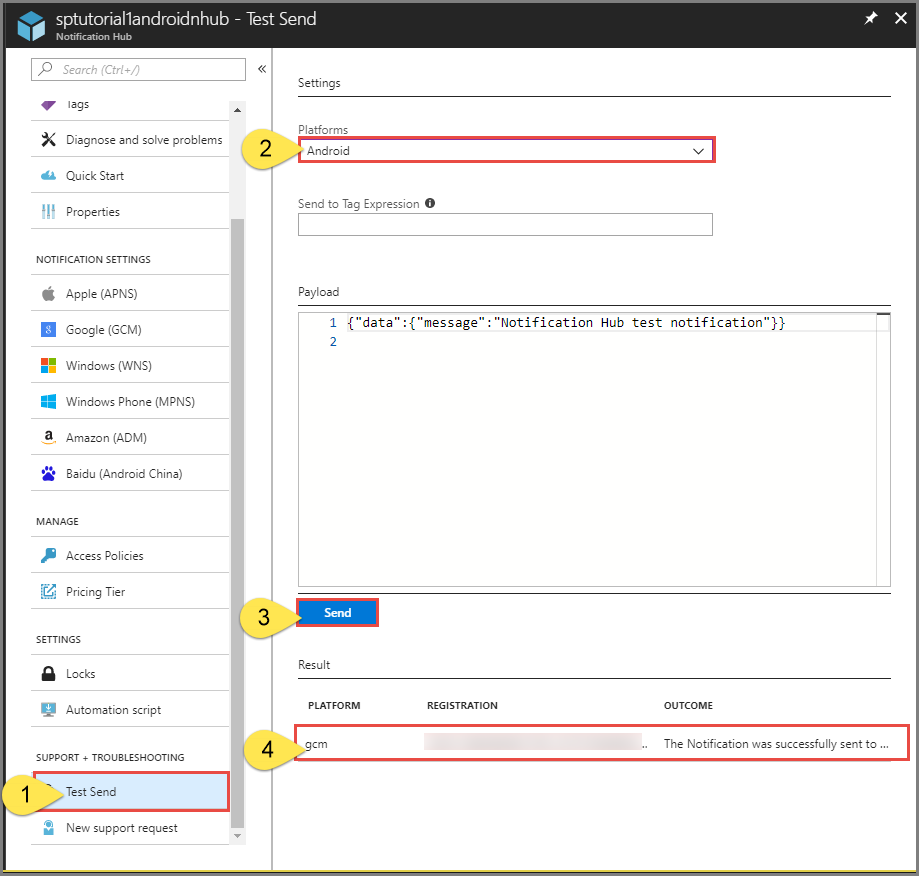 sptutorial1androidnhub - Test Send
Notification Hub
Search (Ctrl+/)
«
Tags
Diagnose and solve problems
Quick Start
Properties
NOTIFICATION SETTINGS
Apple (APNS)
Google (GCM)
Windows (WNS)
Windows Phone (MPNS)
Amazon (ADM)
Baidu (Android China)
MANAGE
Access Policies
Pricing Tier
SETTINGS
Locks
Automation script
SUPPORT + TROUBLESHOOTING
1 Test Send
New support request
Settings
Platforms
2 Android
Send to Tag Expression
Payload
1 {"data":{"message":"Notification Hub test notification"}}
2
3 Send
Result
PLATFORM REGISTRATION OUTCOME
4 gcm .. The Notification was successfully sent to ...